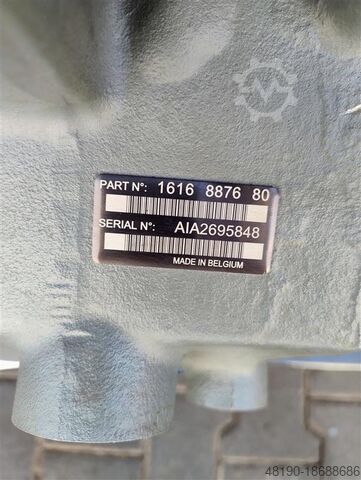 PART N°: 1616 8876 80
SERIAL N°: AIA2695848
MADE IN BELGIUM
48190-18688686